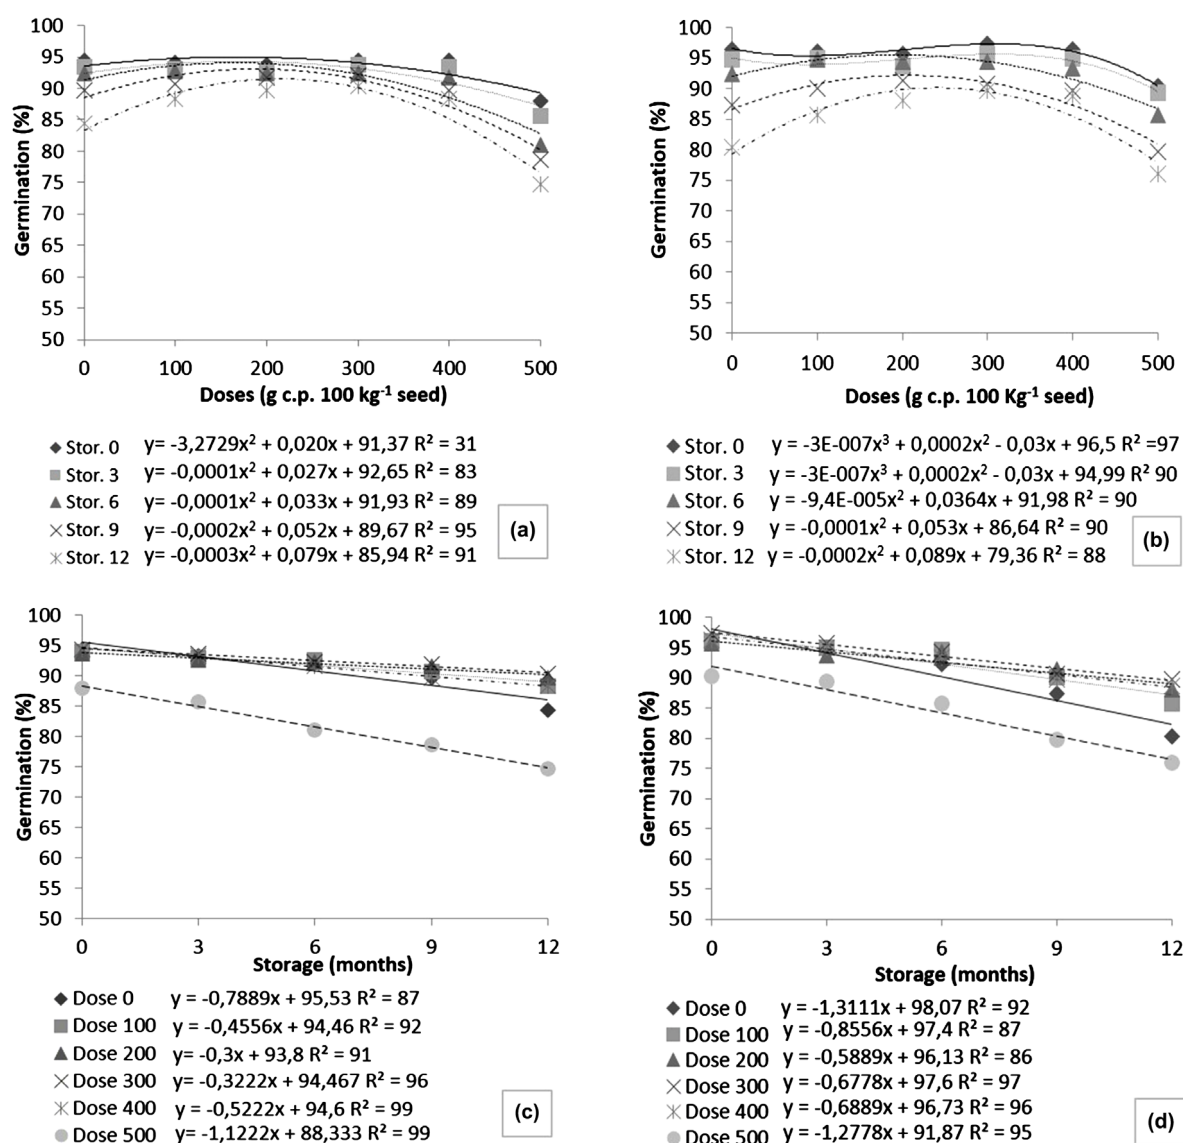 100
95
90
85
80
75
70
65
60
55
50
Germination (%)
0 100 200 300 400 500
Doses (g c.p. 100 kg⁻¹ seed)
Stor. 0 y= -3,2729x² + 0,020x + 91,37 R² = 31
Stor. 3 y= -0,0001x² + 0,027x + 92,65 R² = 83
Stor. 6 y= -0,0001x² + 0,033x + 91,93 R² = 89
Stor. 9 y= -0,0002x² + 0,052x + 89,67 R² = 95
Stor. 12 y= -0,0003x² + 0,079x + 85,94 R² = 91
(a)
100
95
90
85
80
75
70
65
60
55
50
Germination (%)
0 100 200 300 400 500
Doses (g c.p. 100 Kg⁻¹ seed)
Stor. 0 y = -3E-007x³ + 0,0002x² - 0,03x + 96,5 R² =97
Stor. 3 y = -3E-007x³ + 0,0002x² - 0,03x + 94,99 R² 90
Stor. 6 y = -9,4E-005x² + 0,0364x + 91,98 R² = 90
Stor. 9 y = -0,0001x² + 0,053x + 86,64 R² = 90
Stor. 12 y = -0,0002x² + 0,089x + 79,36 R² = 88
(b)
100
95
90
85
80
75
70
65
60
55
50
Germination (%)
0 3 6 9 12
Storage (months)
Dose 0 y = -0,7889x + 95,53 R² = 87
Dose 100 y = -0,4556x + 94,46 R² = 92
Dose 200 y = -0,3x + 93,8 R² = 91
Dose 300 y= -0,3222x + 94,467 R² = 96
Dose 400 y = -0,5222x + 94,6 R² = 99
Dose 500 y= -1,1222x + 88,333 R² = 99
(c)
100
95
90
85
80
75
70
65
60
55
50
Germination (%)
0 3 6 9 12
Storage (months)
Dose 0 y = -1,3111x + 98,07 R² = 92
Dose 100 y = -0,8556x + 97,4 R² = 87
Dose 200 y = -0,5889x + 96,13 R² = 86
Dose 300 y = -0,6778x + 97,6 R² = 97
Dose 400 y = -0,6889x + 96,73 R² = 96
Dose 500 y = -1,2778x + 91,87 R² = 95
(d)